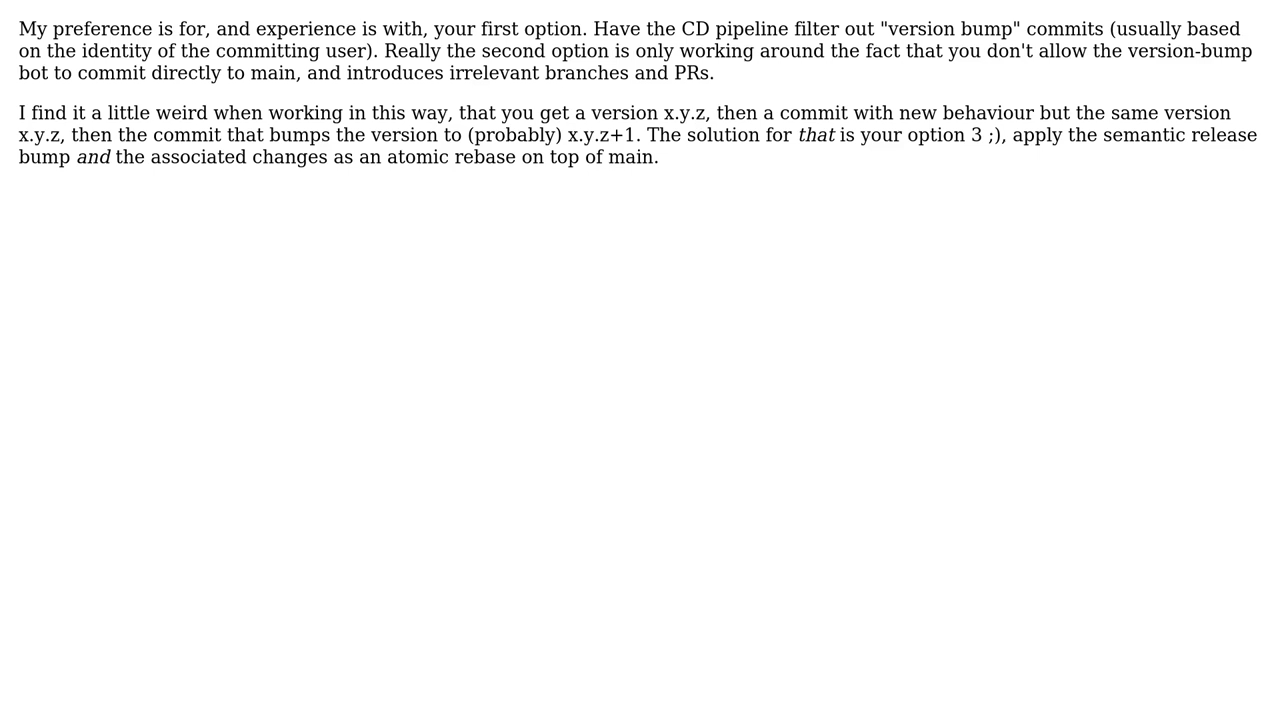 My preference is for, and experience is with, your first option. Have the CD pipeline filter out "version bump" commits (usually based
on the identity of the committing user). Really the second option is only working around the fact that you don't allow the version-bump
bot to commit directly to main, and introduces irrelevant branches and PRs.
I find it a little weird when working in this way, that you get a version x.y.z, then a commit with new behaviour but the same version
x.y.z, then the commit that bumps the version to (probably) x.y.z+1. The solution for that is your option 3 ;), apply the semantic release
bump and the associated changes as an atomic rebase on top of main.